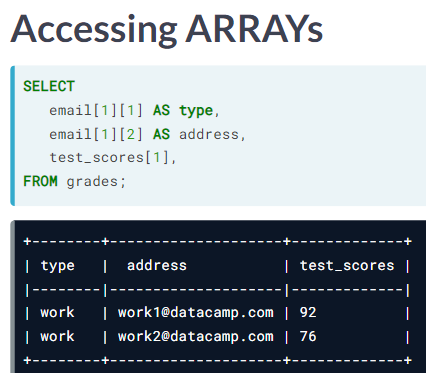 Accessing ARRAYs
SELECT
email[1][1] AS type,
email[1][2] AS address,
test_scores[1],
FROM grades;
+--------+-------------------+-------------+
| type   |  address          | test_scores |
|--------|-------------------|-------------|
| work   | work1@datacamp.com | 92          |
| work   | work2@datacamp.com | 76          |
+--------+-------------------+-------------+